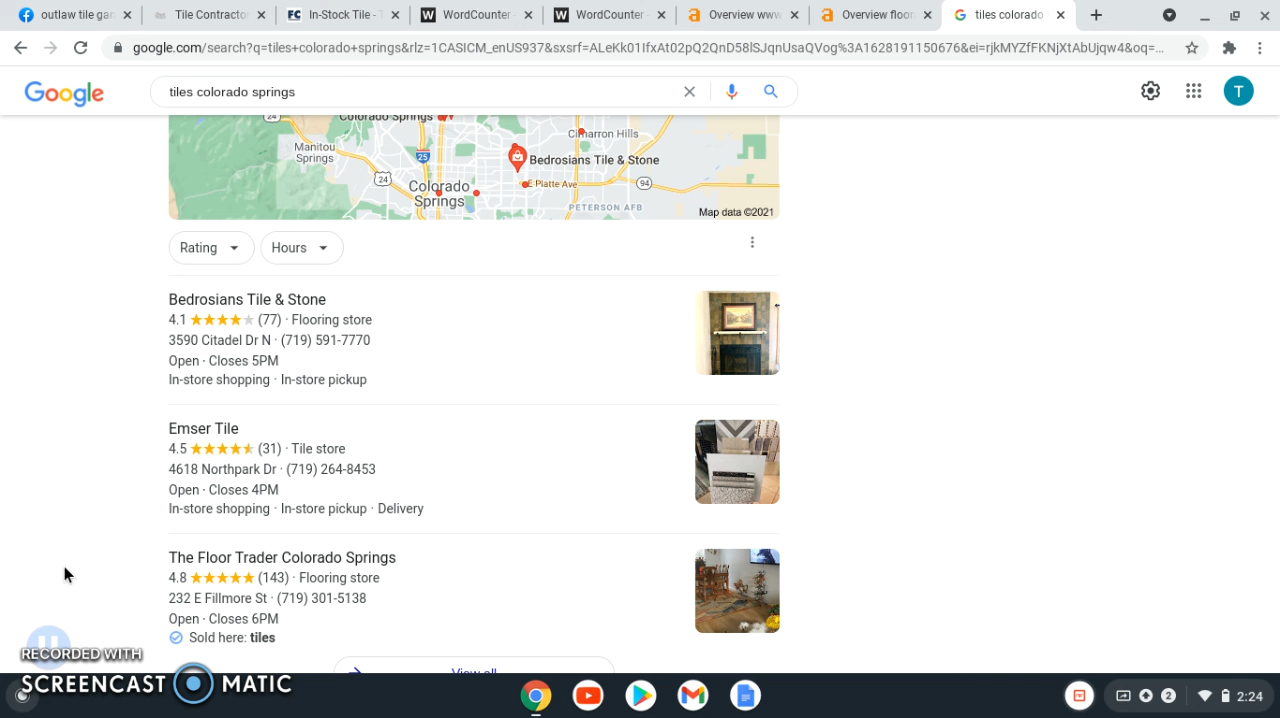 outlaw tile gar
Tile Contractor
In-Stock Tile - T
WordCounter -
WordCounter -
Overview www
Overview floor
tiles colorado
google.com/search?q=tiles+colorado+springs&rlz=1CASICM_enUS937&sxsrf=ALeKk01IfxAt02pQ2QnD58lSJqnUsaQVog%3A1628191150676&ei=rjkMYZfFKNjXtAbUjqw4&oq=...
Google
tiles colorado springs
T
24
Colorado Springs
Cimarron Hills
Manitou
Springs
25
Bedrosians Tile & Stone
24
Colorado
Springs
E Platte Ave
94
PETERSON AFB
Map data ©2021
Rating
Hours
Bedrosians Tile & Stone
4.1 (77) · Flooring store
3590 Citadel Dr N · (719) 591-7770
Open · Closes 5PM
In-store shopping · In-store pickup
Emser Tile
4.5 (31) · Tile store
4618 Northpark Dr · (719) 264-8453
Open · Closes 4PM
In-store shopping · In-store pickup · Delivery
The Floor Trader Colorado Springs
4.8 (143) · Flooring store
232 E Fillmore St · (719) 301-5138
Open · Closes 6PM
Sold here: tiles
View all
RECORDED WITH
SCREENCAST MATIC
2
2:24